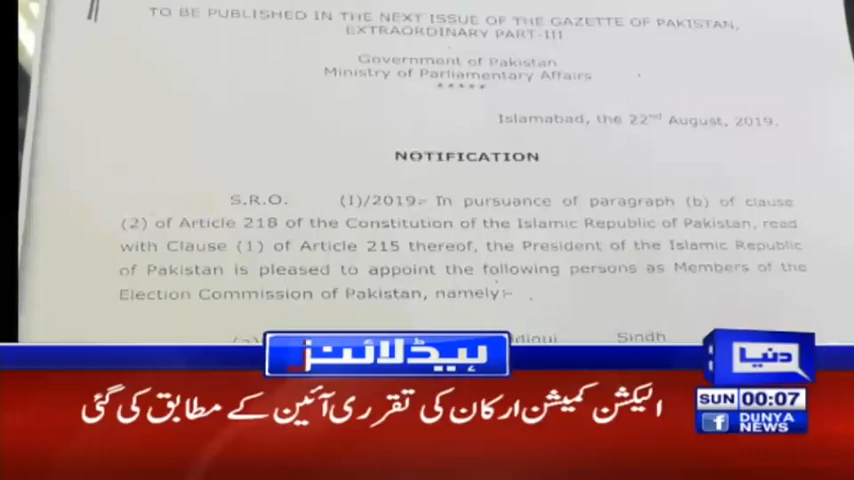 TO BE PUBLISHED IN THE NEXT ISSUE OF THE GAZETTE OF PAKISTAN,
EXTRAORDINARY PART-III
Government of Pakistan
Ministry of Parliamentary Affairs
*****
Islamabad, the 22nd August, 2019.
NOTIFICATION
S.R.O. (I)/2019.- In pursuance of paragraph (b) of clause
(2) of Article 218 of the Constitution of the Islamic Republic of Pakistan, read
with Clause (1) of Article 215 thereof, the President of the Islamic Republic
of Pakistan is pleased to appoint the following persons as Members of the
Election Commission of Pakistan, namely:-
Sindh
ہیڈلائنز
دنیا
الیکشن کمیشن ارکان کی تقرری آئین کے مطابق کی گئی
SUN 00:07
f DUNYA NEWS